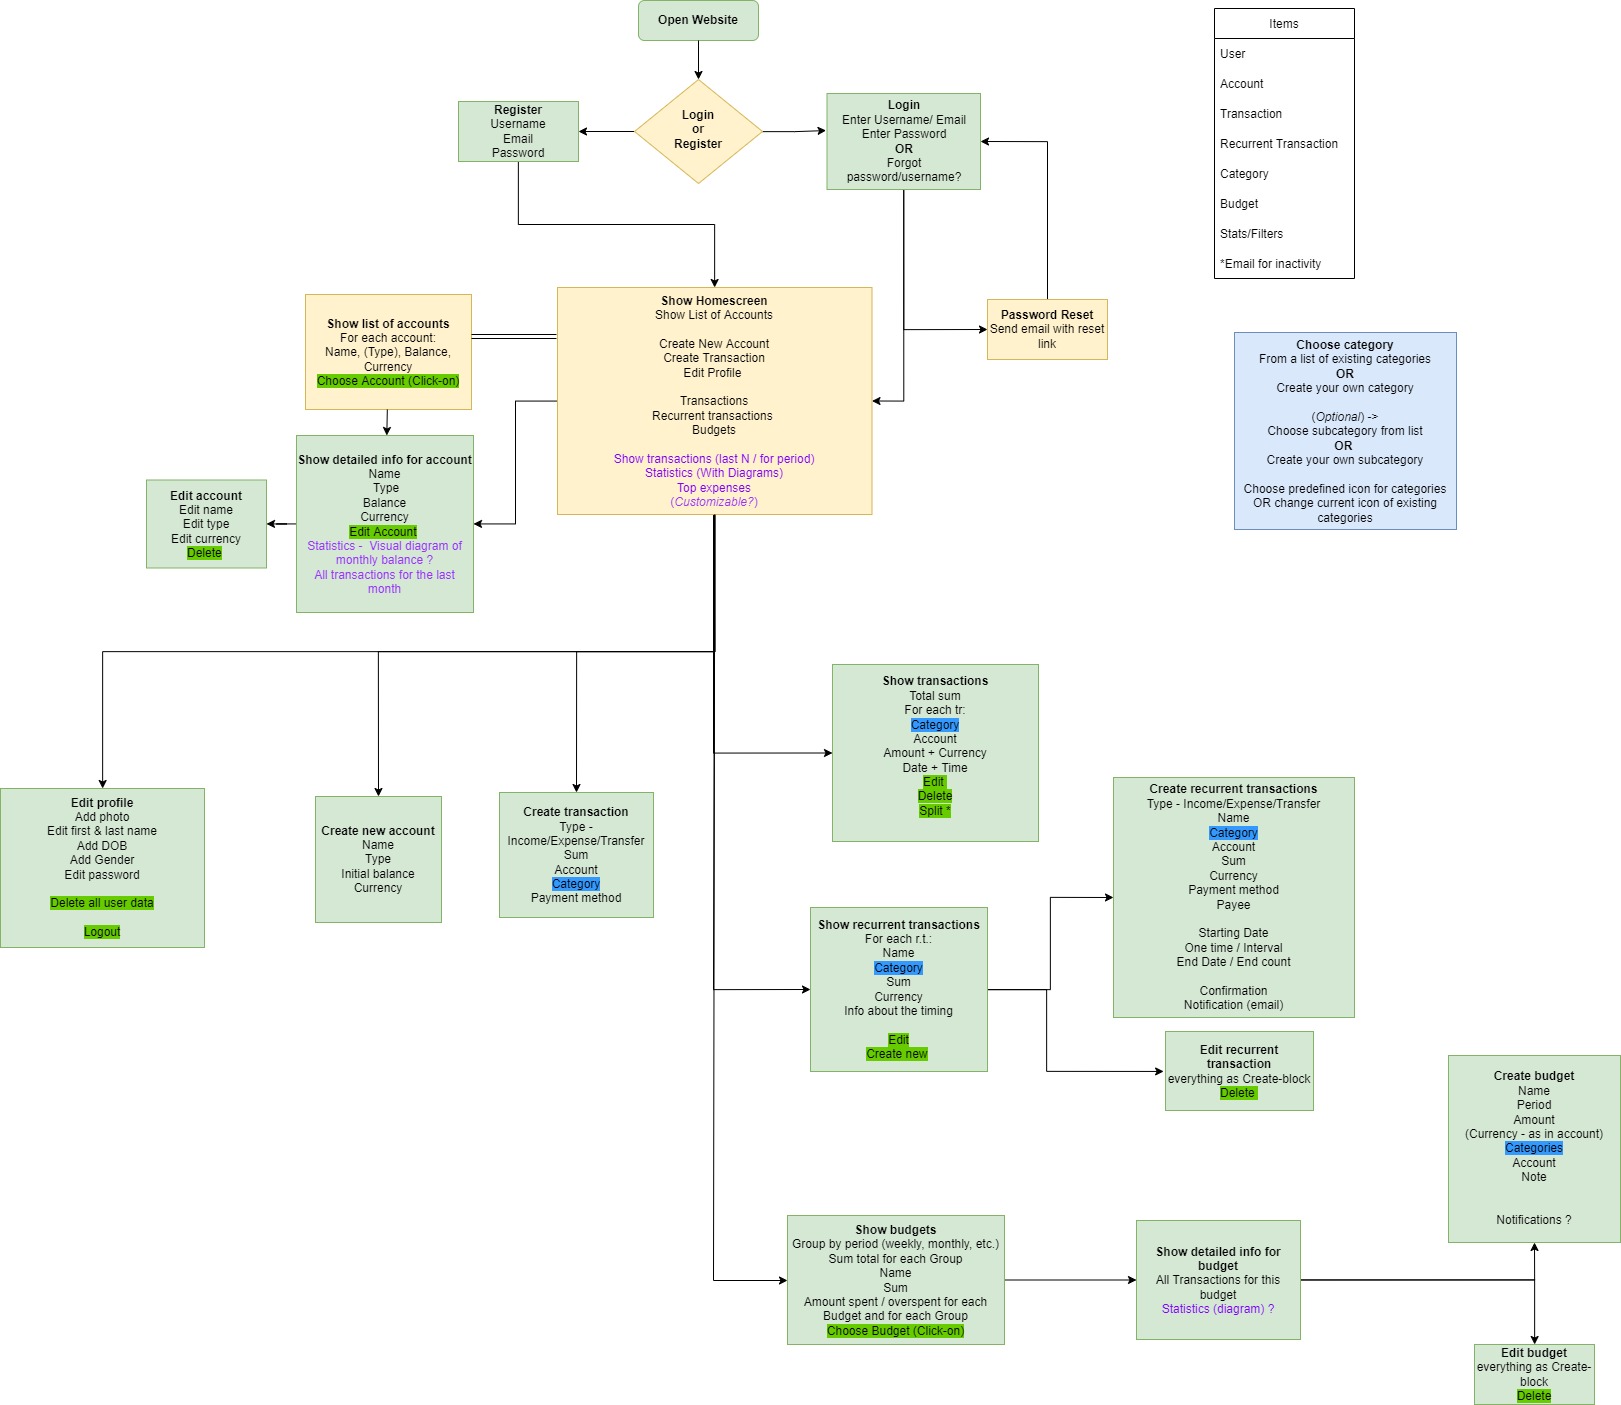 Open Website
Login
or
Register
Register
Username
Email
Password
Login
Enter Username/ Email
Enter Password
OR
Forgot
password/username?
Items
User
Account
Transaction
Recurrent Transaction
Category
Budget
Stats/Filters
*Email for inactivity
Show list of accounts
For each account:
Name, (Type), Balance,
Currency
Choose Account (Click-on)
Show Homescreen
Show List of Accounts
Create New Account
Create Transaction
Edit Profile
Transactions
Recurrent transactions
Budgets
Show transactions (last N / for period)
Statistics (With Diagrams)
Top expenses
(Customizable?)
Password Reset
Send email with reset
link
Choose category
From a list of existing categories
OR
Create your own category
(Optional) ->
Choose subcategory from list
OR
Create your own subcategory
Choose predefined icon for categories
OR change current icon of existing
categories
Edit account
Edit name
Edit type
Edit currency
Delete
Show detailed info for account
Name
Type
Balance
Currency
Edit Account
Statistics - Visual diagram of
monthly balance ?
All transactions for the last
month
Edit profile
Add photo
Edit first & last name
Add DOB
Add Gender
Edit password
Delete all user data
Logout
Create new account
Name
Type
Initial balance
Currency
Create transaction
Type -
Income/Expense/Transfer
Sum
Account
Category
Payment method
Show transactions
Total sum
For each tr:
Category
Account
Amount + Currency
Date + Time
Edit
Delete
Split *
Show recurrent transactions
For each r.t.:
Name
Category
Sum
Currency
Info about the timing
Edit
Create new
Create recurrent transactions
Type - Income/Expense/Transfer
Name
Category
Account
Sum
Currency
Payment method
Payee
Starting Date
One time / Interval
End Date / End count
Confirmation
Notification (email)
Edit recurrent
transaction
everything as Create-block
Delete
Show budgets
Group by period (weekly, monthly, etc.)
Sum total for each Group
Name
Sum
Amount spent / overspent for each
Budget and for each Group
Choose Budget (Click-on)
Show detailed info for
budget
All Transactions for this
budget
Statistics (diagram) ?
Create budget
Name
Period
Amount
(Currency - as in account)
Categories
Account
Note
Notifications ?
Edit budget
everything as Create-
block
Delete